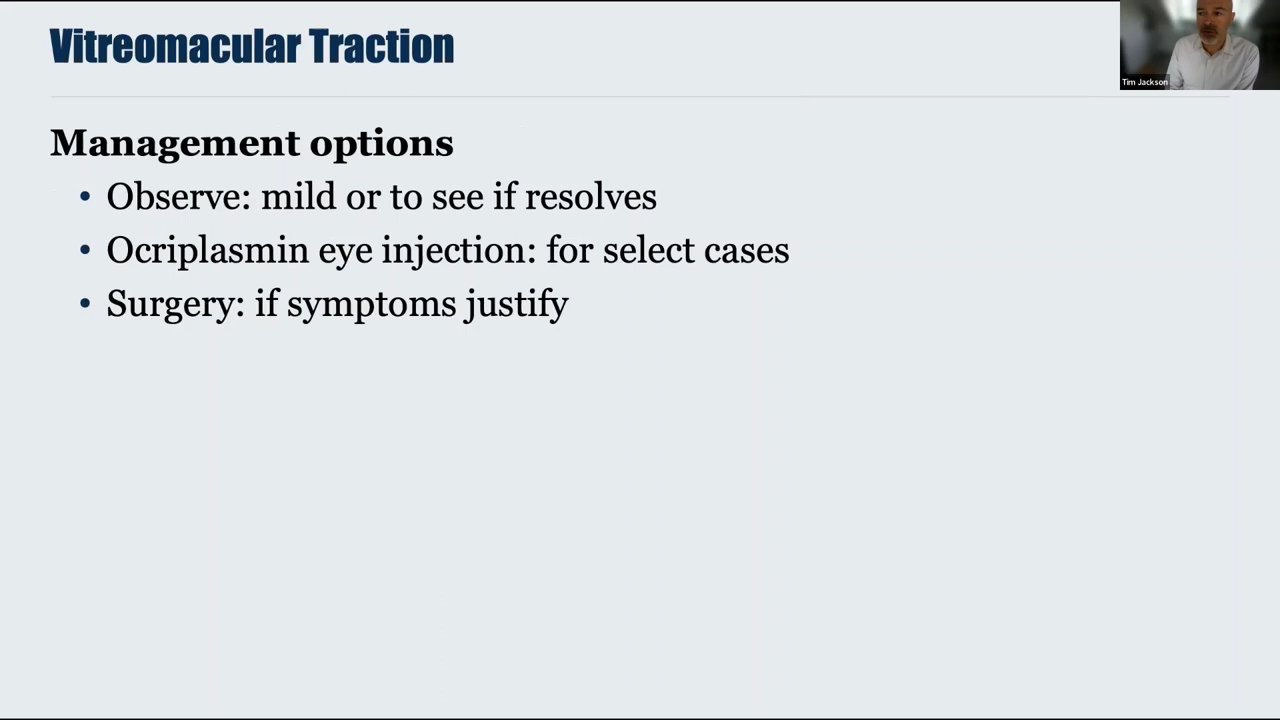 Vitreomacular Traction
Tim Jackson
Management options
• Observe: mild or to see if resolves
• Ocriplasmin eye injection: for select cases
• Surgery: if symptoms justify